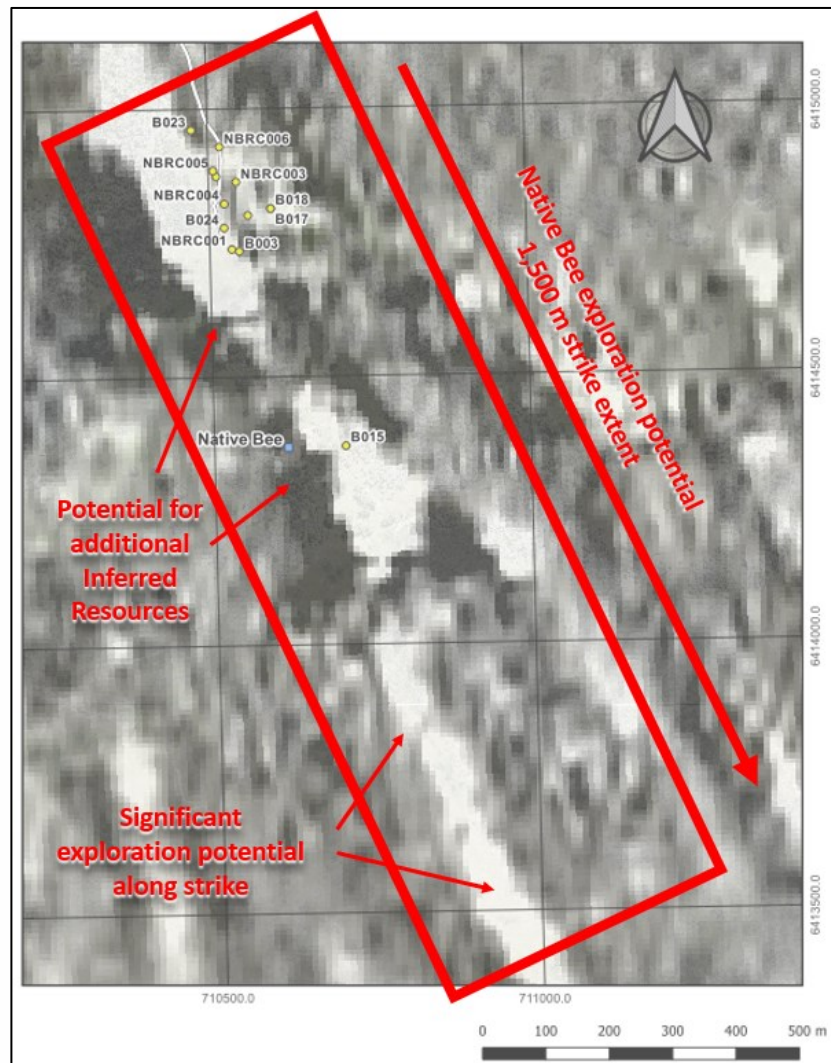 B023
NBRC006
NBRC005
NBRC003
NBRC004
B018
B024
B017
NBRC001
B003
Native Bee exploration potential
1,500 m strike extent
Native Bee
B015
Potential for
additional
Inferred
Resources
Significant
exploration potential
along strike
6415000.0
6414500.0
6414000.0
6413500.0
710500.0
711000.0
0 100 200 300 400 500 m